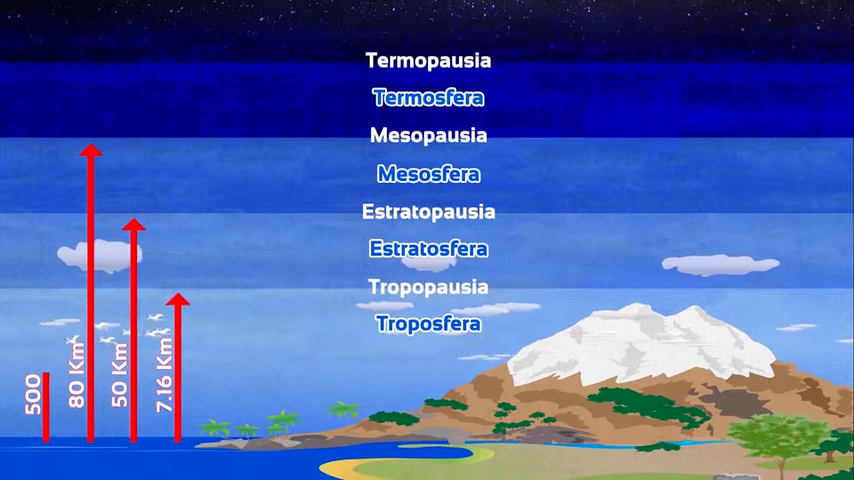 Termopausia
Termosfera
Mesopausia
Mesosfera
Estratopausia
Estratosfera
Tropopausia
Troposfera
500
80 Km
50 Km
7.16 Km